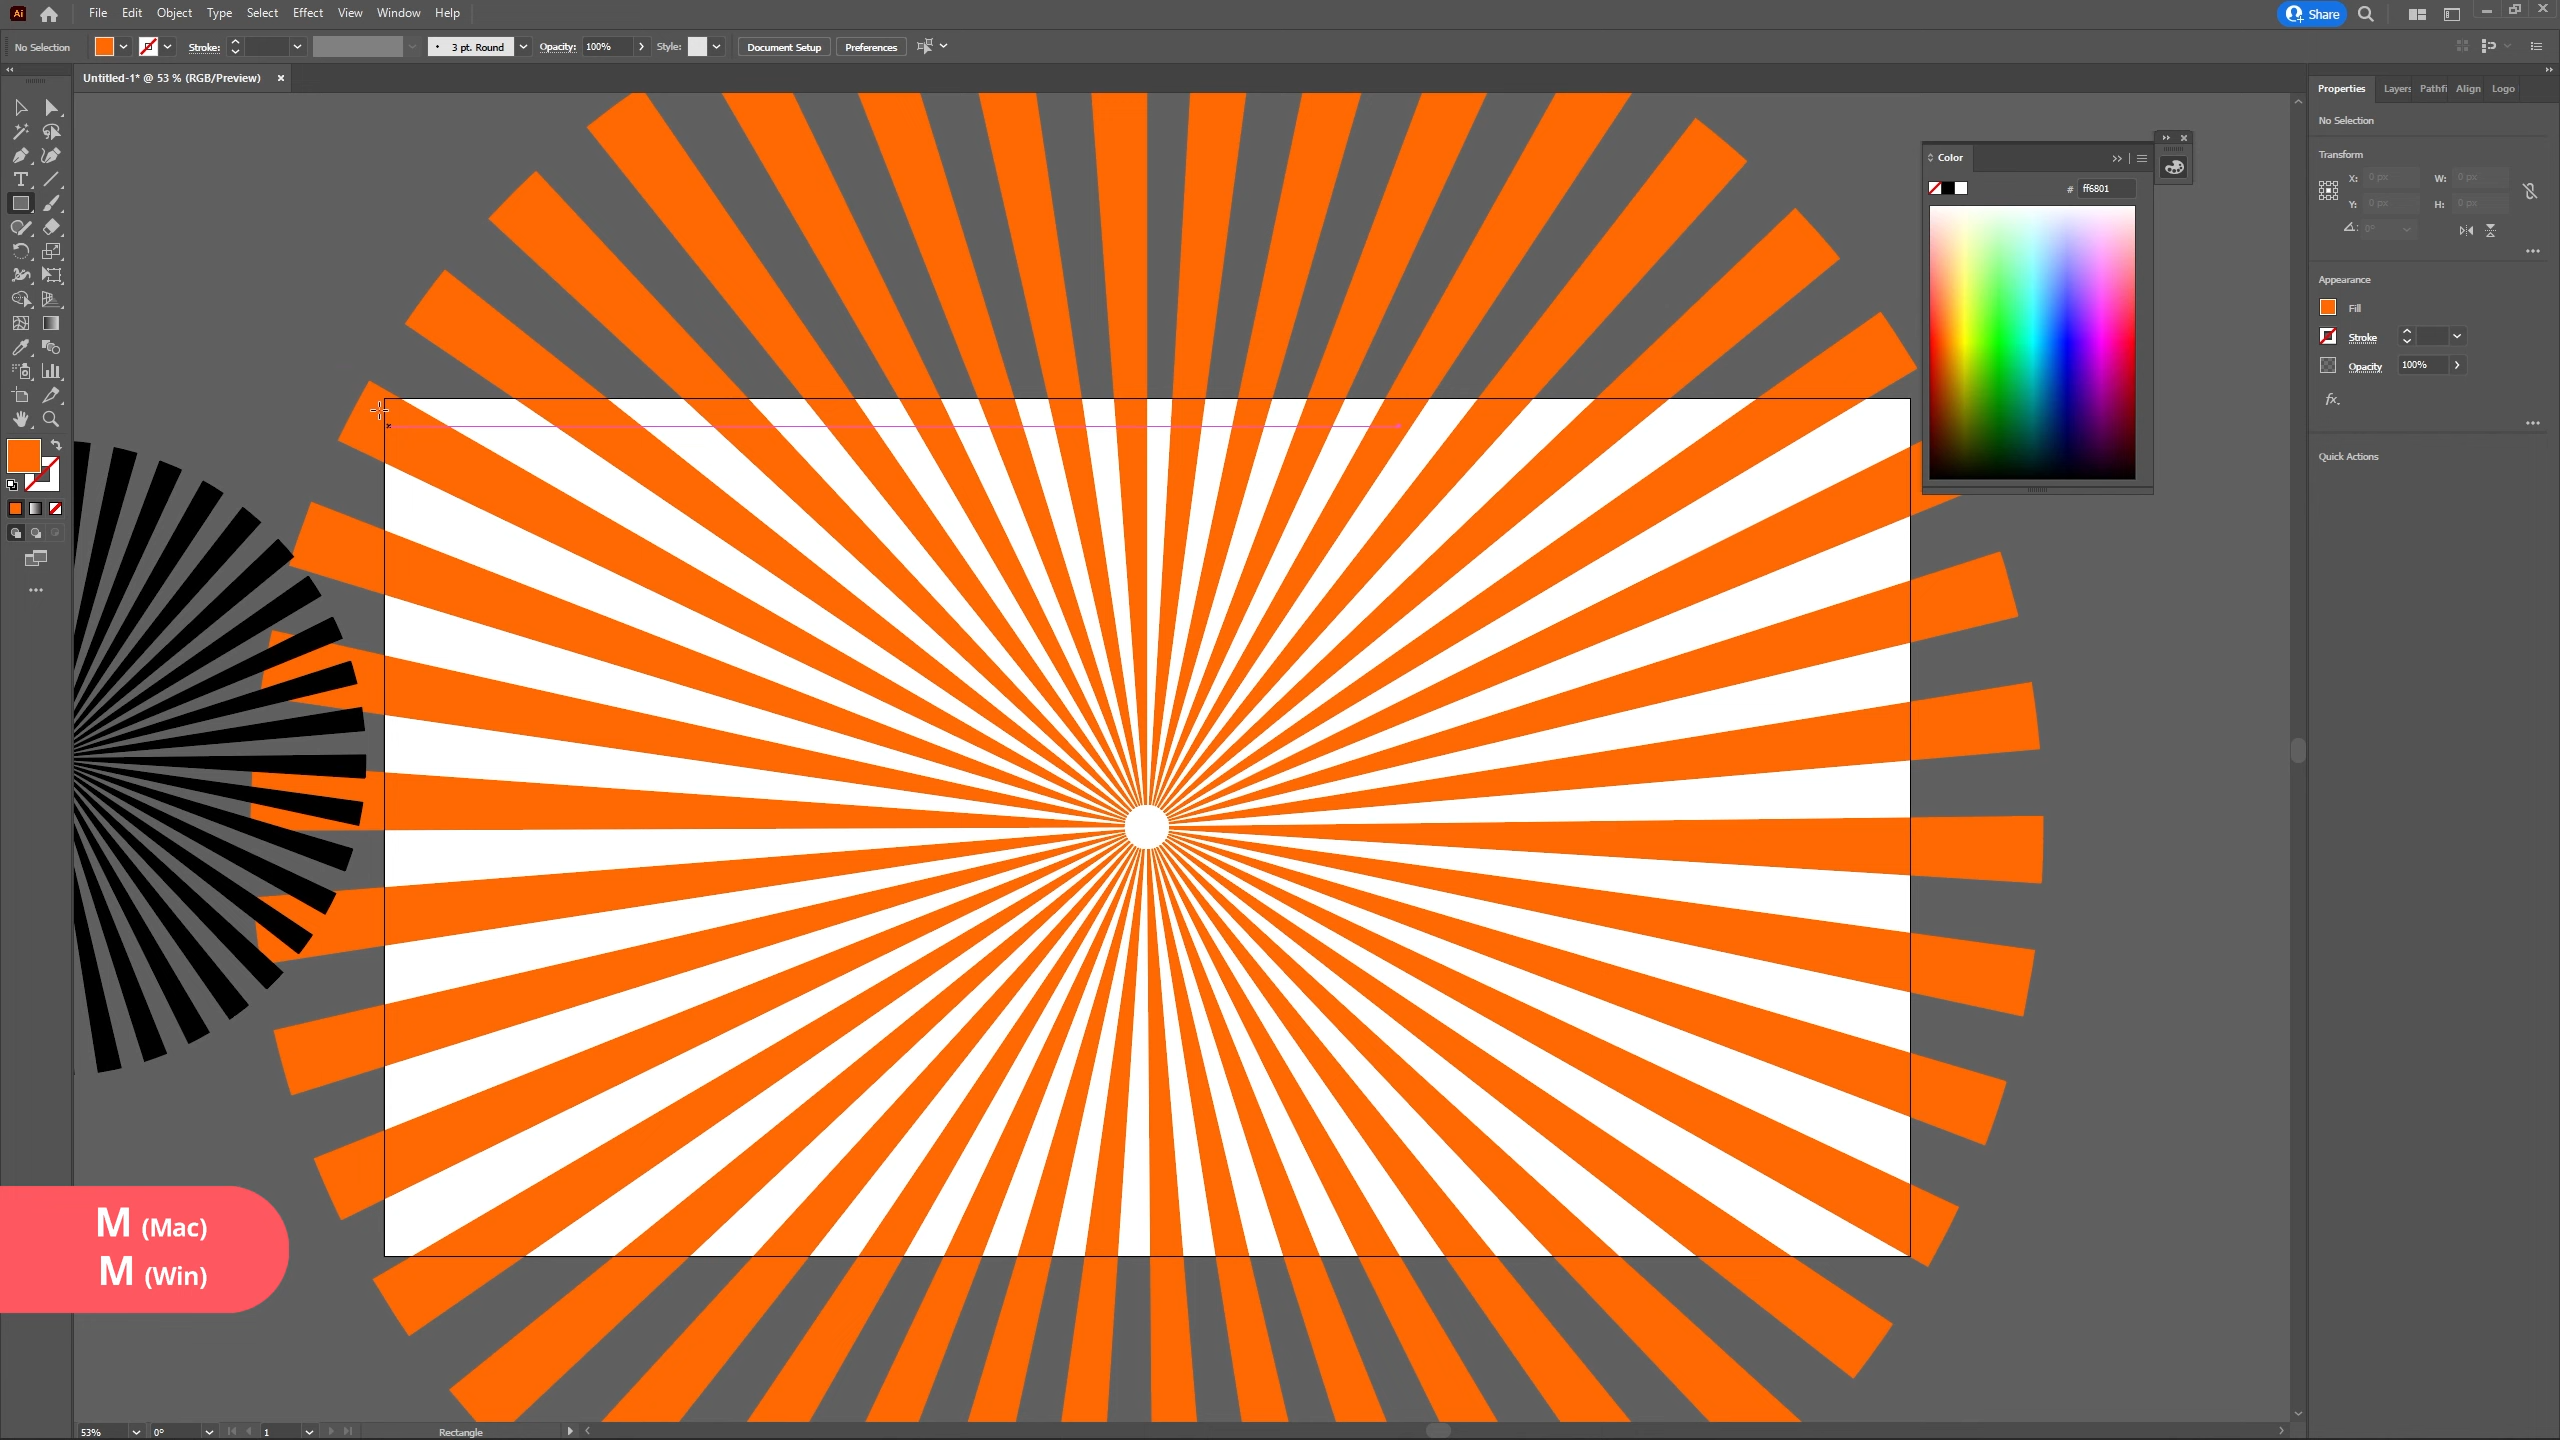 Ai File Edit Object Type Select Effect View Window Help Share
No Selection Stroke: 3 pt. Round Opacity: 100% Style: Document Setup Preferences
Untitled-1* @ 53 % (RGB/Preview) ×
Properties Layers Pathfi Align Logo
No Selection
Transform
X: 0 px W: 0 px
Y: 0 px H: 0 px
0°
Appearance
Fill
Stroke
Opacity 100%
fx.
Quick Actions
Color
# ff6801
M (Mac)
M (Win)
53% 0° 1 Rectangle